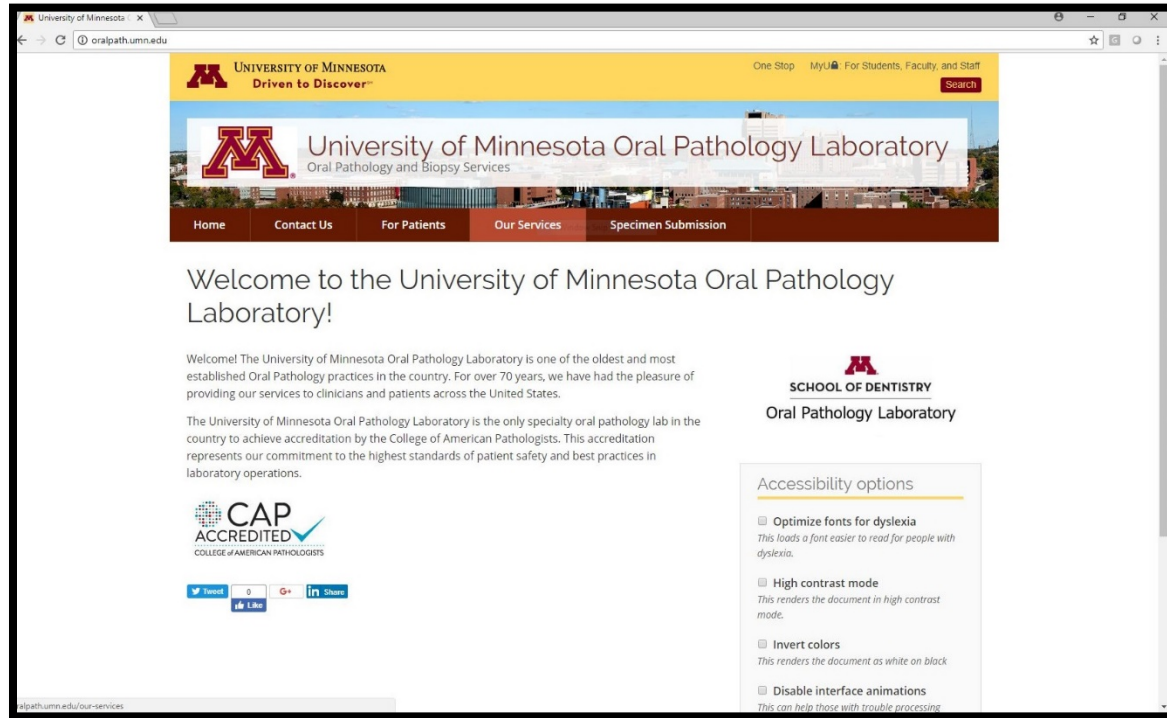 University of Minnesota
oralpath.umn.edu
UNIVERSITY OF MINNESOTA
Driven to Discover℠
One Stop MyU : For Students, Faculty, and Staff
Search
University of Minnesota Oral Pathology Laboratory
Oral Pathology and Biopsy Services
Home Contact Us For Patients Our Services Specimen Submission
Welcome to the University of Minnesota Oral Pathology
Laboratory!
Welcome! The University of Minnesota Oral Pathology Laboratory is one of the oldest and most
established Oral Pathology practices in the country. For over 70 years, we have had the pleasure of
providing our services to clinicians and patients across the United States.
The University of Minnesota Oral Pathology Laboratory is the only specialty oral pathology lab in the
country to achieve accreditation by the College of American Pathologists. This accreditation
represents our commitment to the highest standards of patient safety and best practices in
laboratory operations.
CAP
ACCREDITED
COLLEGE of AMERICAN PATHOLOGISTS
Tweet 0 G+ in Share
Like
M
SCHOOL OF DENTISTRY
Oral Pathology Laboratory
Accessibility options
Optimize fonts for dyslexia
This loads a font easier to read for people with
dyslexia.
High contrast mode
This renders the document in high contrast
mode.
Invert colors
This renders the document as white on black
Disable interface animations
This can help those with trouble processing
ralpath.umn.edu/our-services